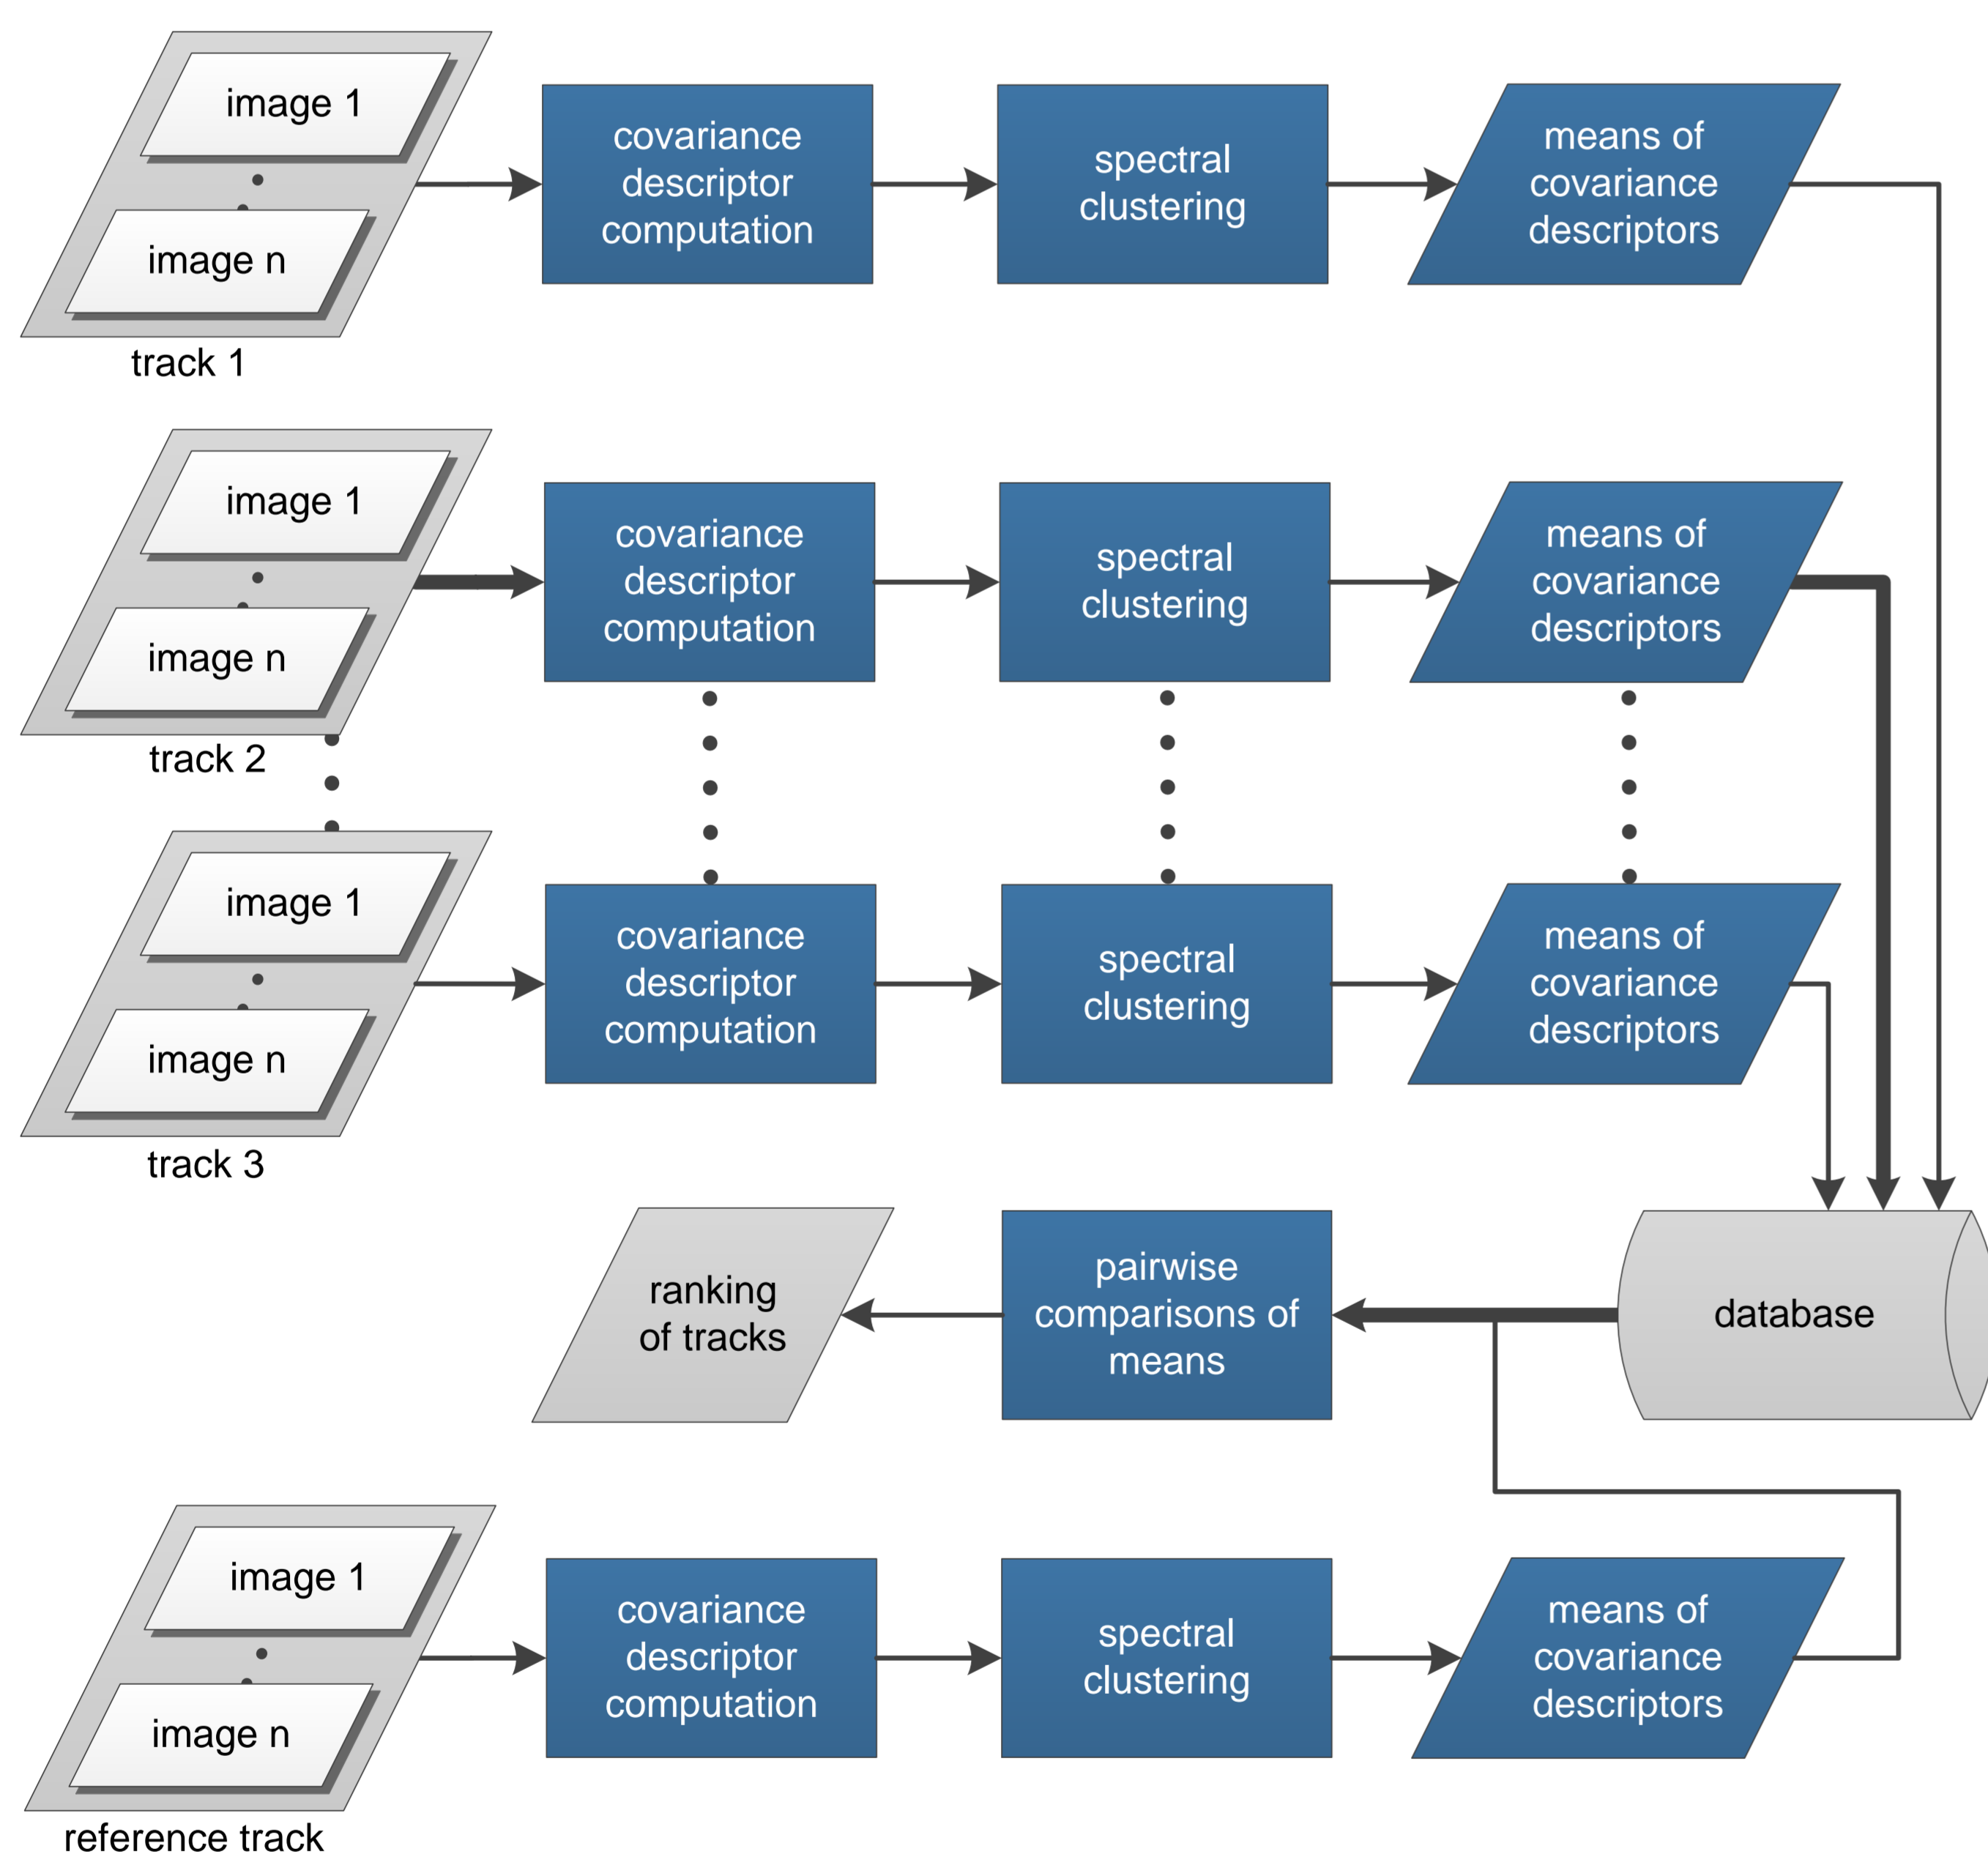 image 1
image n
track 1
covariance
descriptor
computation
spectral
clustering
means of
covariance
descriptors
image 1
image n
track 2
covariance
descriptor
computation
spectral
clustering
means of
covariance
descriptors
image 1
image n
track 3
covariance
descriptor
computation
spectral
clustering
means of
covariance
descriptors
ranking
of tracks
pairwise
comparisons of
means
database
image 1
image n
reference track
covariance
descriptor
computation
spectral
clustering
means of
covariance
descriptors